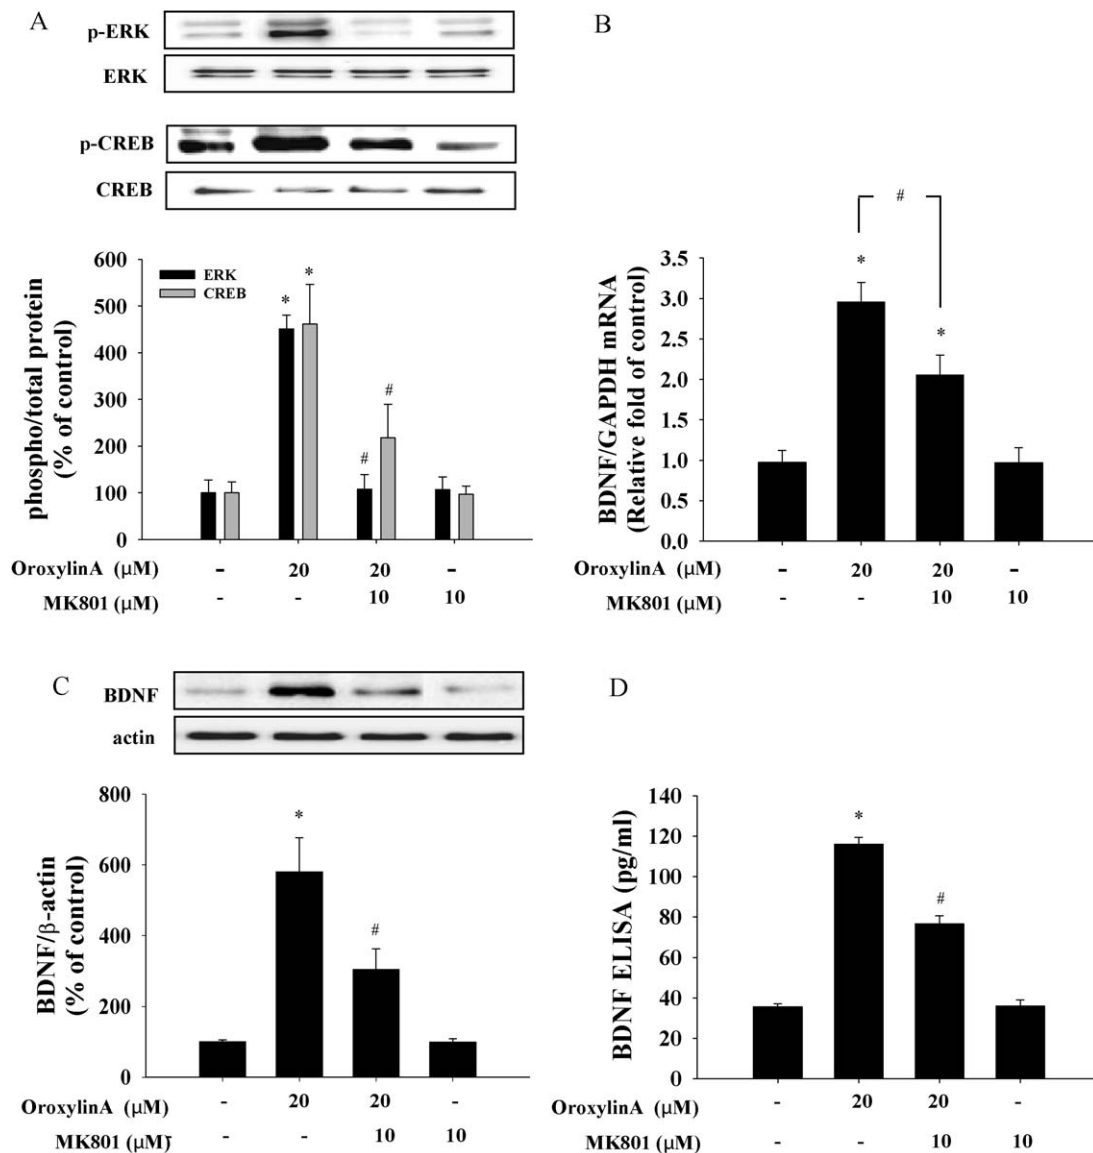 A
p-ERK
ERK
p-CREB
CREB
600
500
400
300
200
100
0
phospho/total protein
(% of control)
ERK
CREB
* *
# #
OroxylinA (μM) - 20 20 -
MK801 (μM) - - 10 10
B
#
3.5
3.0
2.5
2.0
1.5
1.0
0.5
0.0
BDNF/GAPDH mRNA
(Relative fold of control)
* *
- 20 20 -
- - 10 10
C
BDNF
actin
800
600
400
200
0
BDNF/β-actin
(% of control)
*
#
OroxylinA (μM) - 20 20 -
MK801 (μM) - - 10 10
D
140
120
100
80
60
40
20
0
BDNF ELISA (pg/ml)
*
#
OroxylinA (μM) - 20 20 -
MK801 (μM) - - 10 10